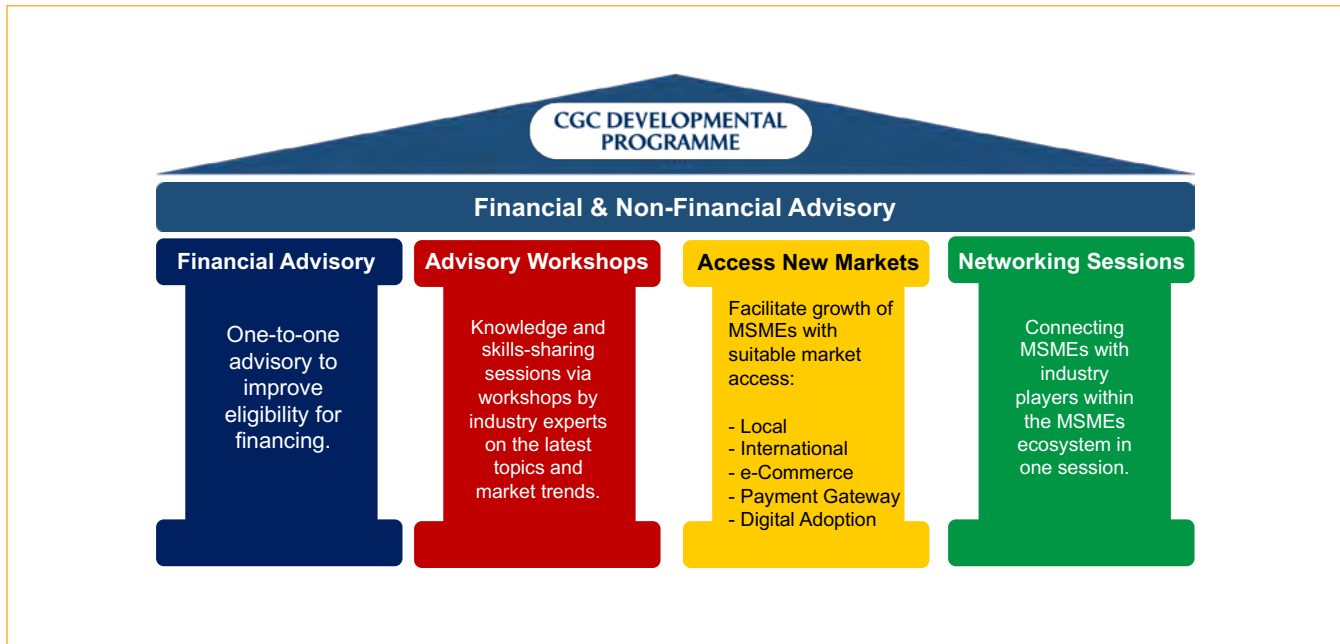 CGC DEVELOPMENTAL
PROGRAMME
Financial & Non-Financial Advisory
Financial Advisory
One-to-one
advisory to
improve
eligibility for
financing.
Advisory Workshops
Knowledge and
skills-sharing
sessions via
workshops by
industry experts
on the latest
topics and
market trends.
Access New Markets
Facilitate growth of
MSMEs with
suitable market
access:
- Local
- International
- e-Commerce
- Payment Gateway
- Digital Adoption
Networking Sessions
Connecting
MSMEs with
industry
players within
the MSMEs
ecosystem in
one session.